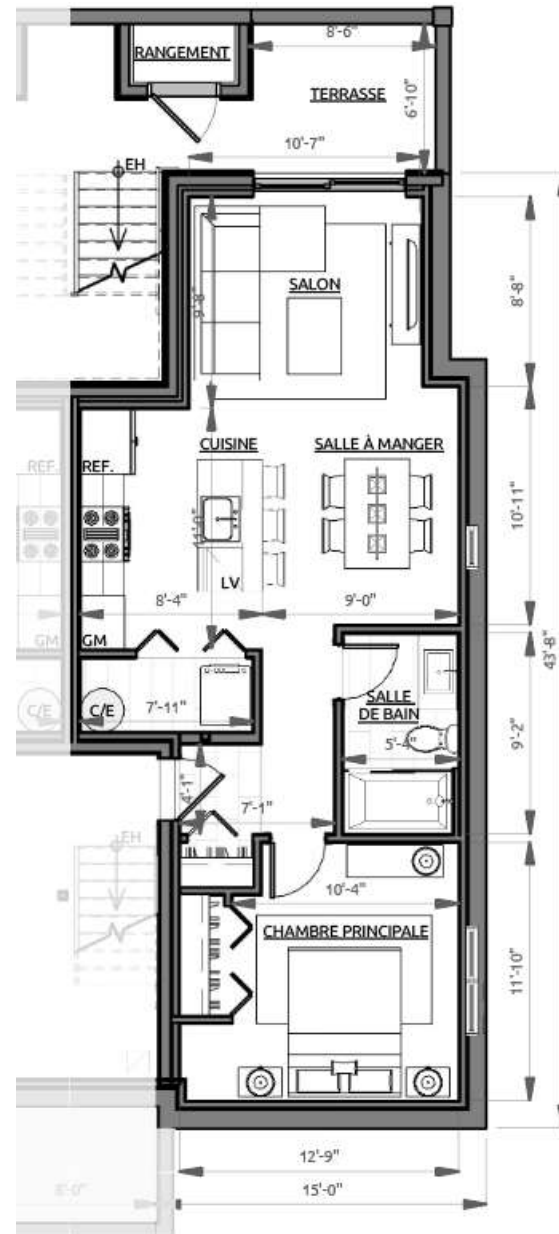 8'-6"
RANGEMENT
TERRASSE
6'-10"
10'-7"
EH
SALON
8'-8"
9'-8"
CUISINE
SALLE À MANGER
REF.
REF.
10'-11"
11'-0"
LV
8'-4"
9'-0"
GM
GM
43'-8"
C/E
C/E
7'-11"
SALLE
DE BAIN
5'-4"
9'-2"
4'-1"
7'-1"
EH
10'-4"
CHAMBRE PRINCIPALE
11'-10"
12'-9"
8'-0"
15'-0"